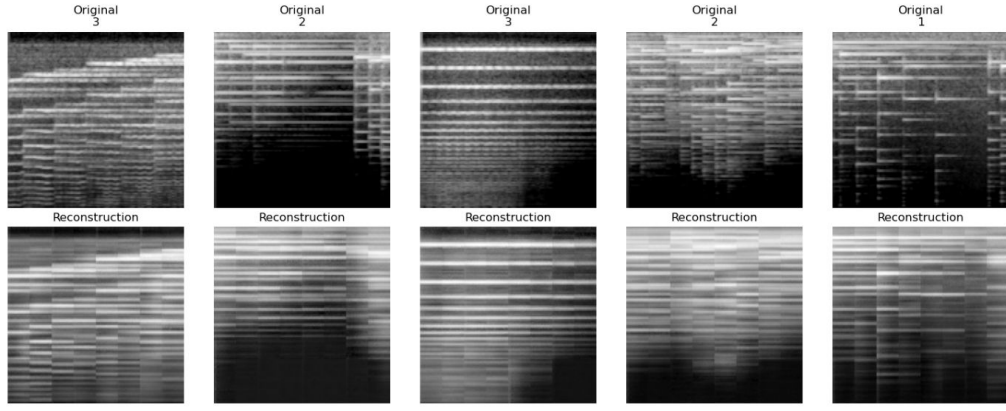 Original
3
Original
2
Original
3
Original
2
Original
1
Reconstruction
Reconstruction
Reconstruction
Reconstruction
Reconstruction